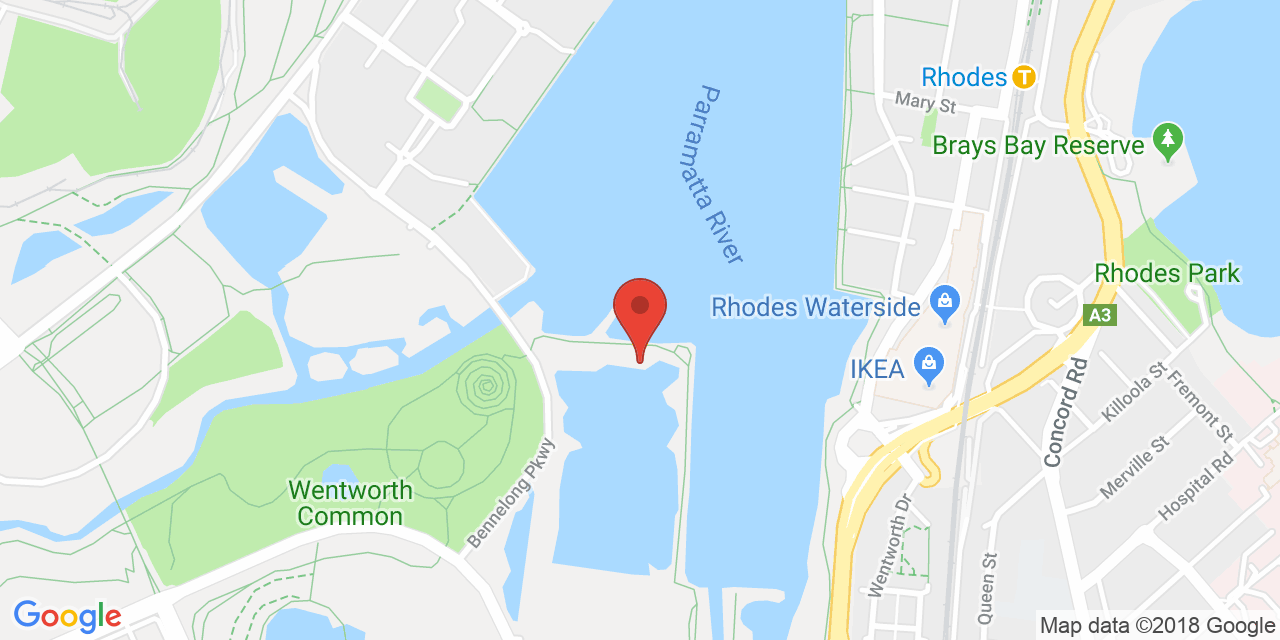 Rhodes
T
Mary St
Brays Bay Reserve
Parramatta River
Rhodes Park
Rhodes Waterside
A3
IKEA
Concord Rd
Killoola St
Fremont St
Merville St
Hospital Rd
Wentworth
Common
Bennelong Pkwy
Wentworth Dr
Queen St
Google
Map data ©2018 Google